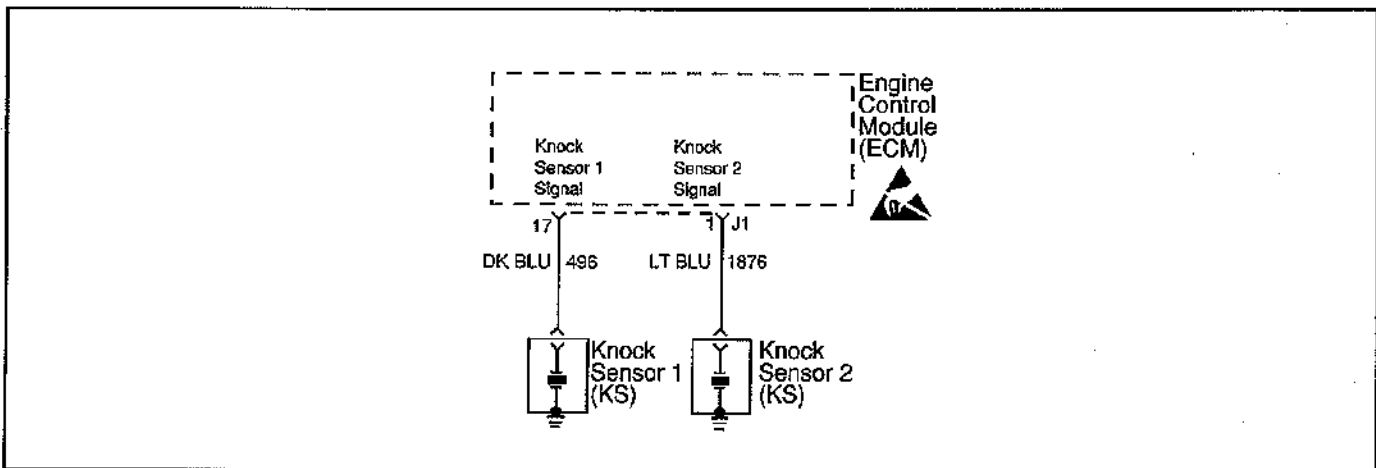 Engine
Control
Module
(ECM)
Knock
Sensor 1
Signal
Knock
Sensor 2
Signal
17
1
J1
DK BLU
496
LT BLU
1876
Knock
Sensor 1
(KS)
Knock
Sensor 2
(KS)